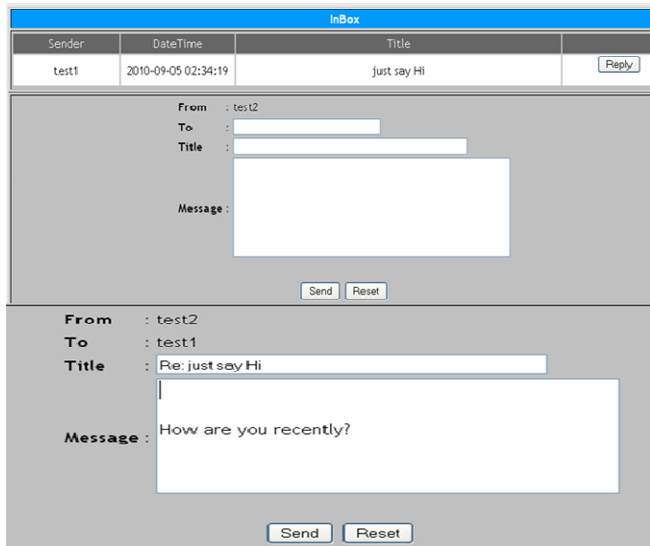 InBox
Sender DateTime Title
test1 2010-09-05 02:34:19 just say Hi Reply
From : test2
To :
Title :
Message :
Send Reset
From : test2
To : test1
Title : Re: just say Hi
Message : How are you recently?
Send Reset